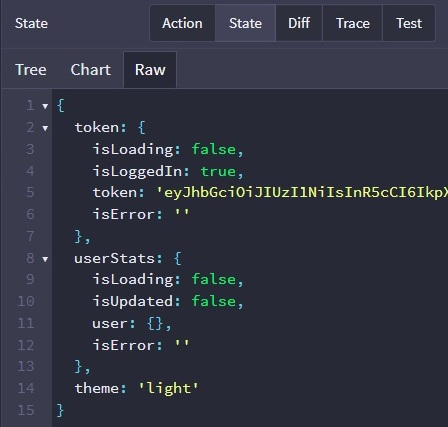 State Action State Diff Trace Test
Tree Chart Raw
1 {
2 token: {
3 isLoading: false,
4 isLoggedIn: true,
5 token: 'eyJhbGciOiJIUzI1NiIsInR5cCI6IkpX
6 isError: ''
7 },
8 userStats: {
9 isLoading: false,
10 isUpdated: false,
11 user: {},
12 isError: ''
13 },
14 theme: 'light'
15 }